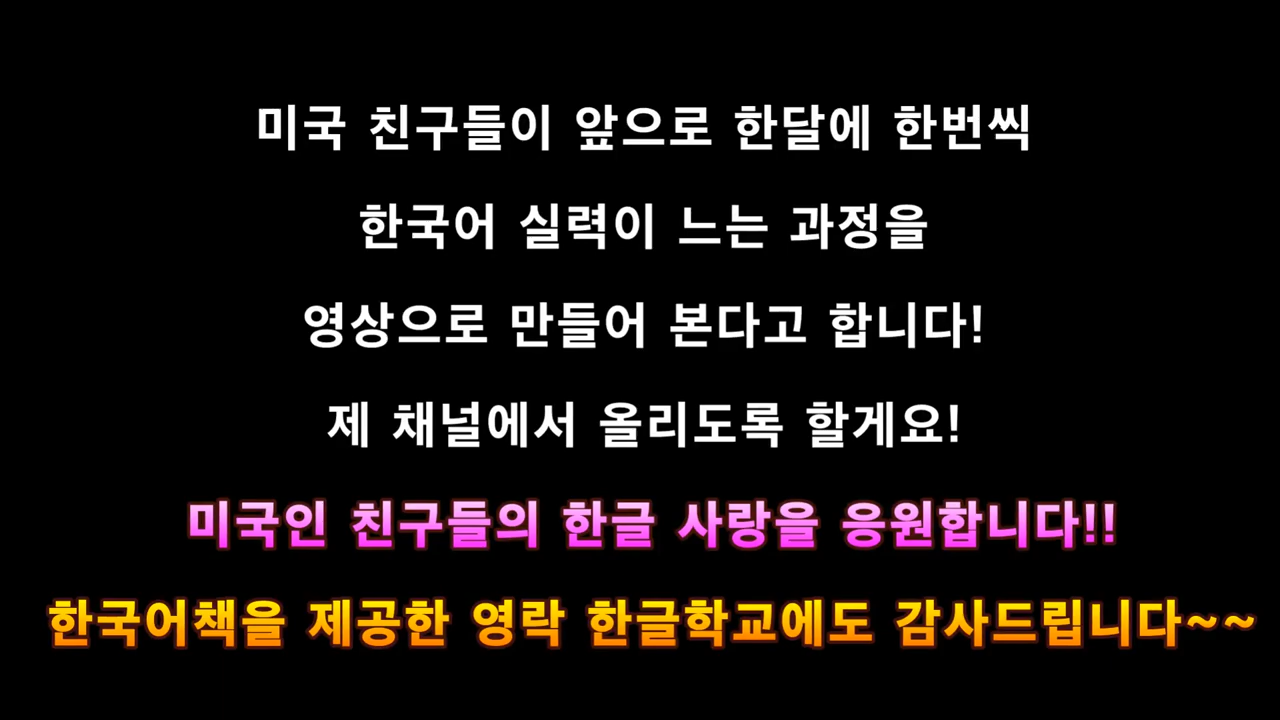 미국 친구들이 앞으로 한달에 한번씩
한국어 실력이 느는 과정을
영상으로 만들어 본다고 합니다!
제 채널에서 올리도록 할게요!
미국인 친구들의 한글 사랑을 응원합니다!!
한국어책을 제공한 영락 한글학교에도 감사드립니다~~